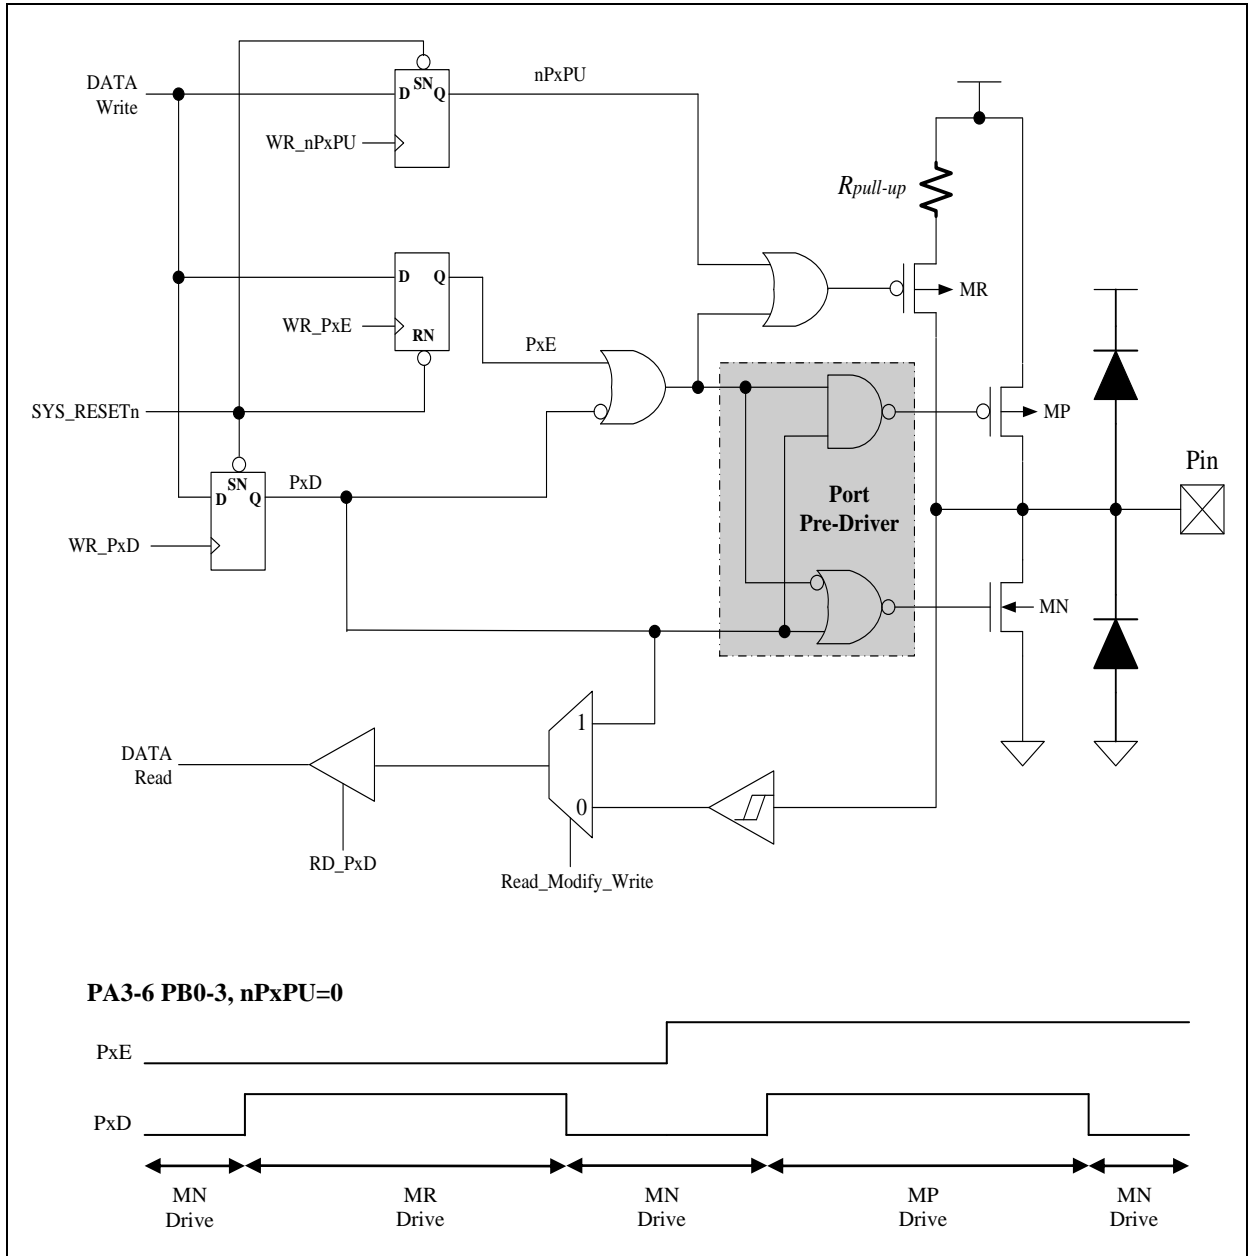 DATA
Write
D
SN
Q
nPxPU
WR_nPxPU
Rpull-up
D
Q
WR_PxE
RN
PxE
MR
SYS_RESETn
MP
D
SN
Q
PxD
WR_PxD
Port
Pre-Driver
Pin
MN
1
DATA
Read
0
RD_PxD
Read_Modify_Write
PA3-6 PB0-3, nPxPU=0
PxE
PxD
MN
Drive
MR
Drive
MN
Drive
MP
Drive
MN
Drive